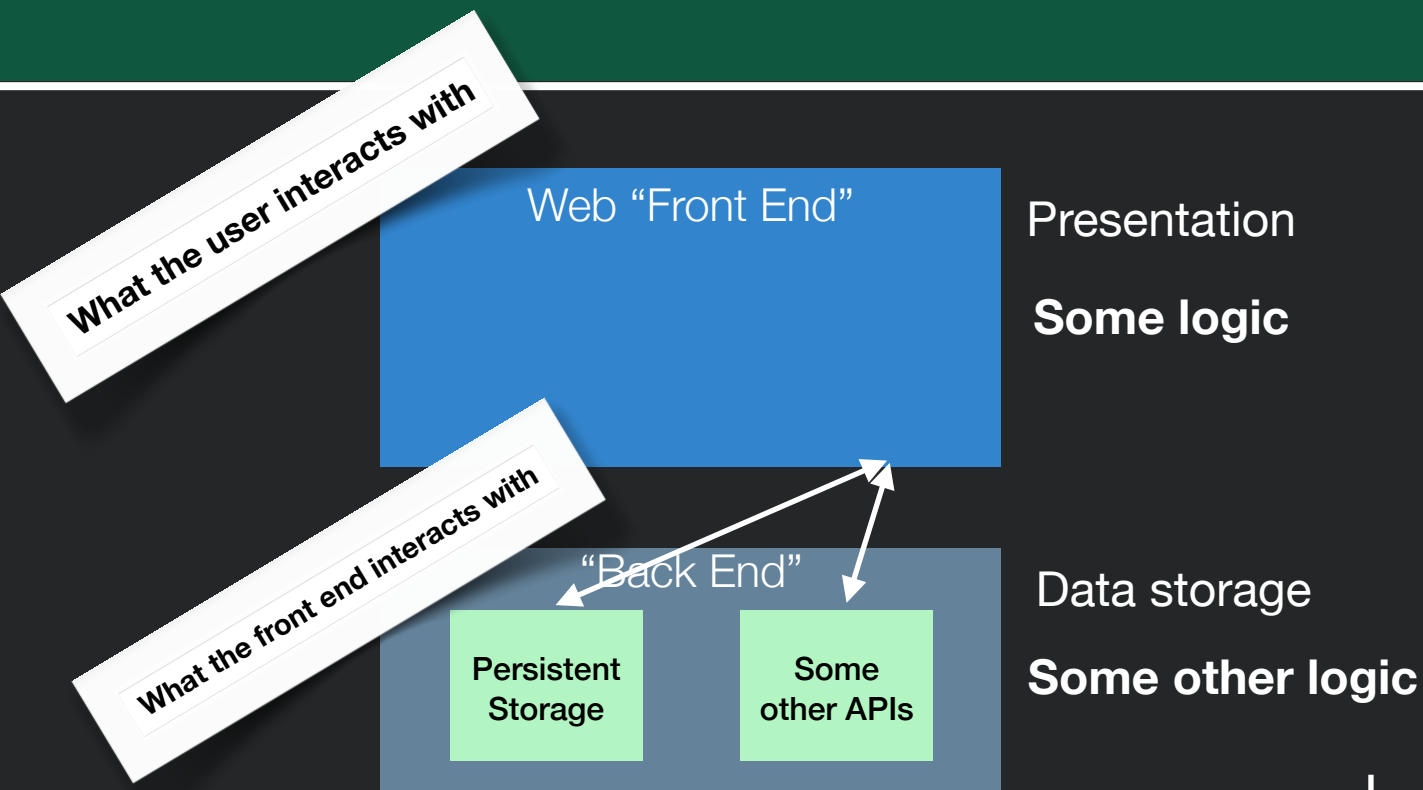 What the user interacts with
Web “Front End”
Presentation
Some logic
What the front end interacts with
“Back End”
Data storage
Persistent
Storage
Some
other APIs
Some other logic